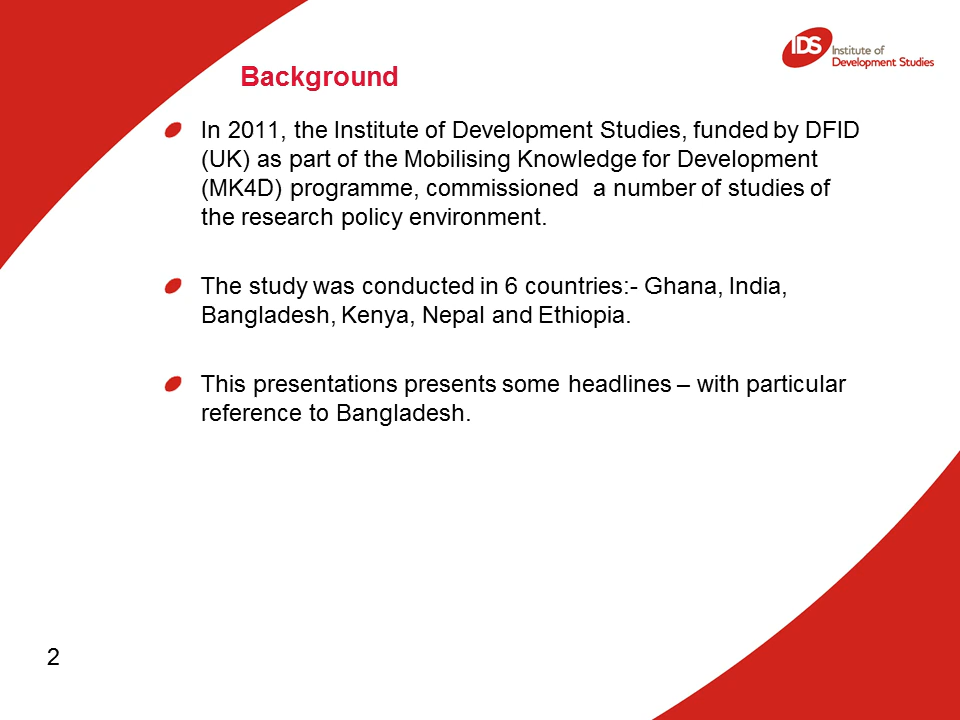 IDS Institute of
Development Studies
Background
In 2011, the Institute of Development Studies, funded by DFID
(UK) as part of the Mobilising Knowledge for Development
(MK4D) programme, commissioned  a number of studies of
the research policy environment.
The study was conducted in 6 countries:- Ghana, India,
Bangladesh, Kenya, Nepal and Ethiopia.
This presentations presents some headlines – with particular
reference to Bangladesh.
2